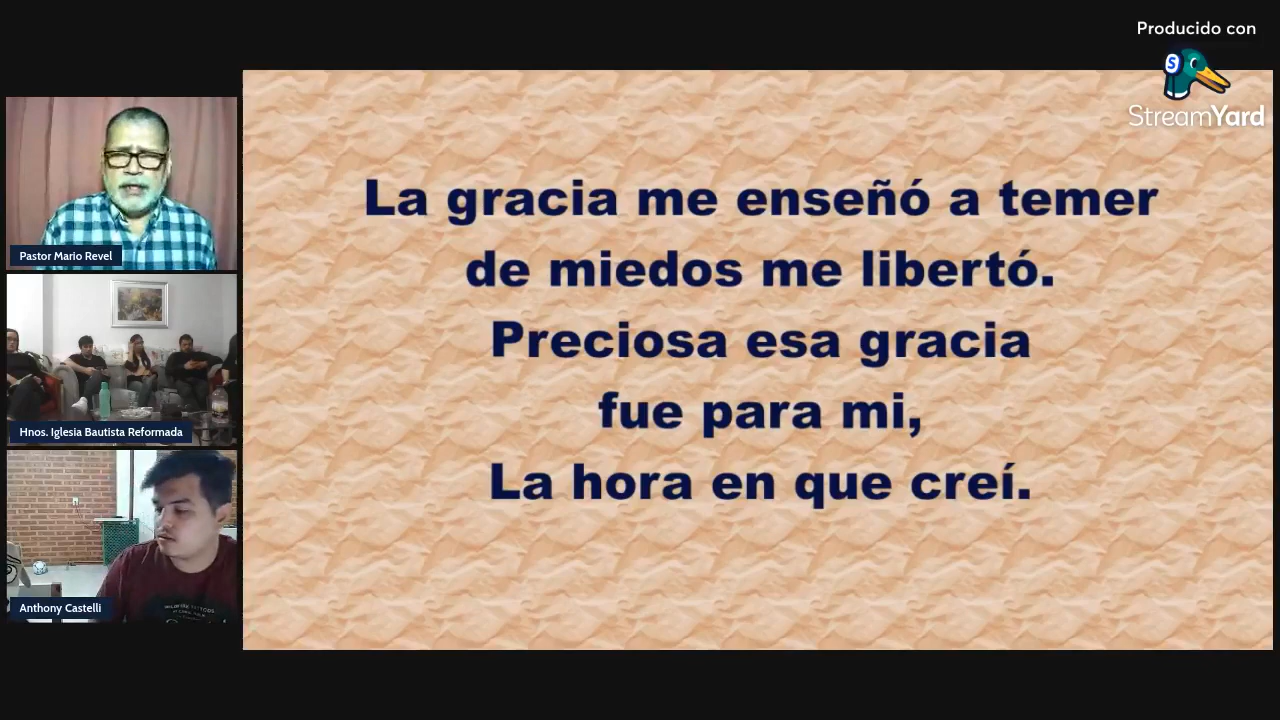 Producido con
StreamYard
Pastor Mario Revel
Hnos. Iglesia Bautista Reformada
Anthony Castelli
La gracia me enseñó a temer
de miedos me libertó.
Preciosa esa gracia
fue para mi,
La hora en que creí.